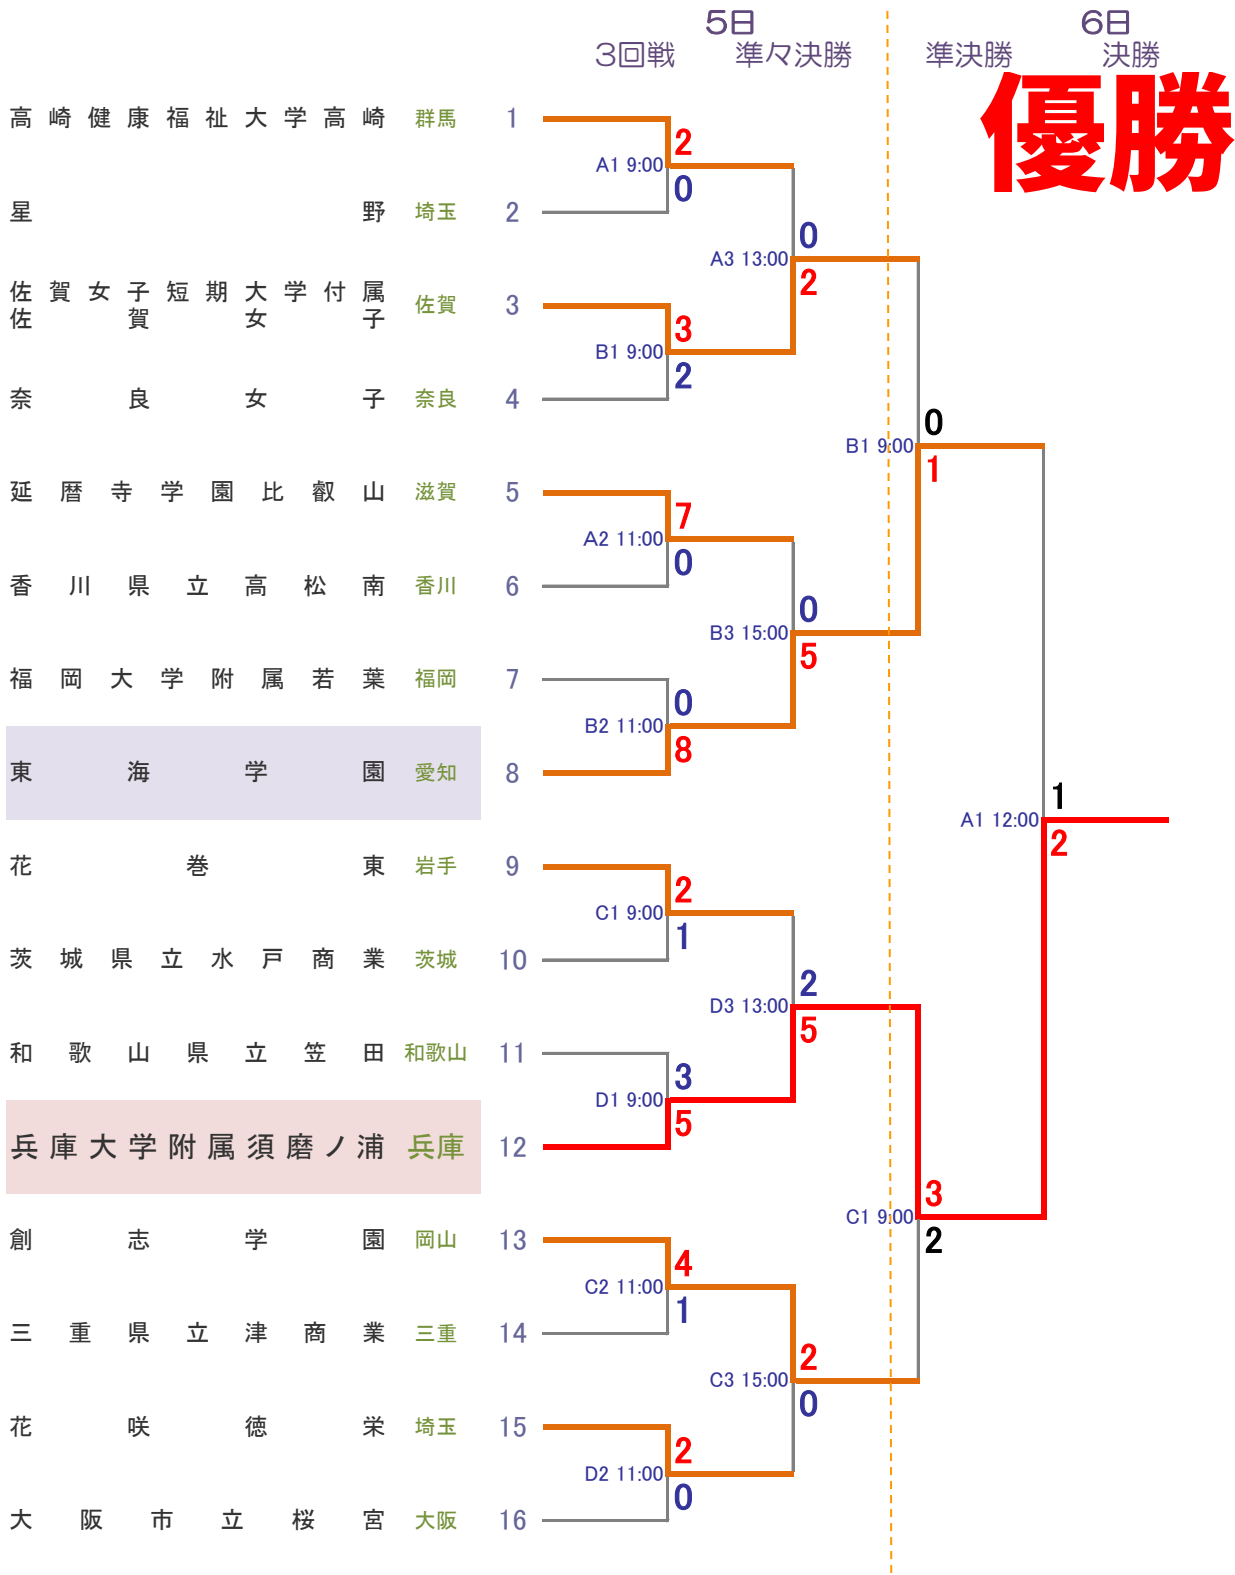 5日 6日
3回戦 準々決勝 準決勝 決勝
優勝
高崎健康福祉大学高崎 群馬 1
2
A1 9:00
0
星野 埼玉 2
0
A3 13:00
2
佐賀女子短期大学付属
佐賀女子 佐賀 3
3
B1 9:00
2
奈良女子 奈良 4
0
B1 9:00
1
延暦寺学園比叡山 滋賀 5
7
A2 11:00
0
香川県立高松南 香川 6
0
B3 15:00
5
福岡大学附属若葉 福岡 7
0
B2 11:00
8
東海学園 愛知 8
1
A1 12:00
2
花巻東 岩手 9
2
C1 9:00
1
茨城県立水戸商業 茨城 10
2
D3 13:00
5
和歌山県立笠田 和歌山 11
3
D1 9:00
5
兵庫大学附属須磨ノ浦 兵庫 12
3
C1 9:00
2
創志学園 岡山 13
4
C2 11:00
1
三重県立津商業 三重 14
2
C3 15:00
0
花咲徳栄 埼玉 15
2
D2 11:00
0
大阪市立桜宮 大阪 16